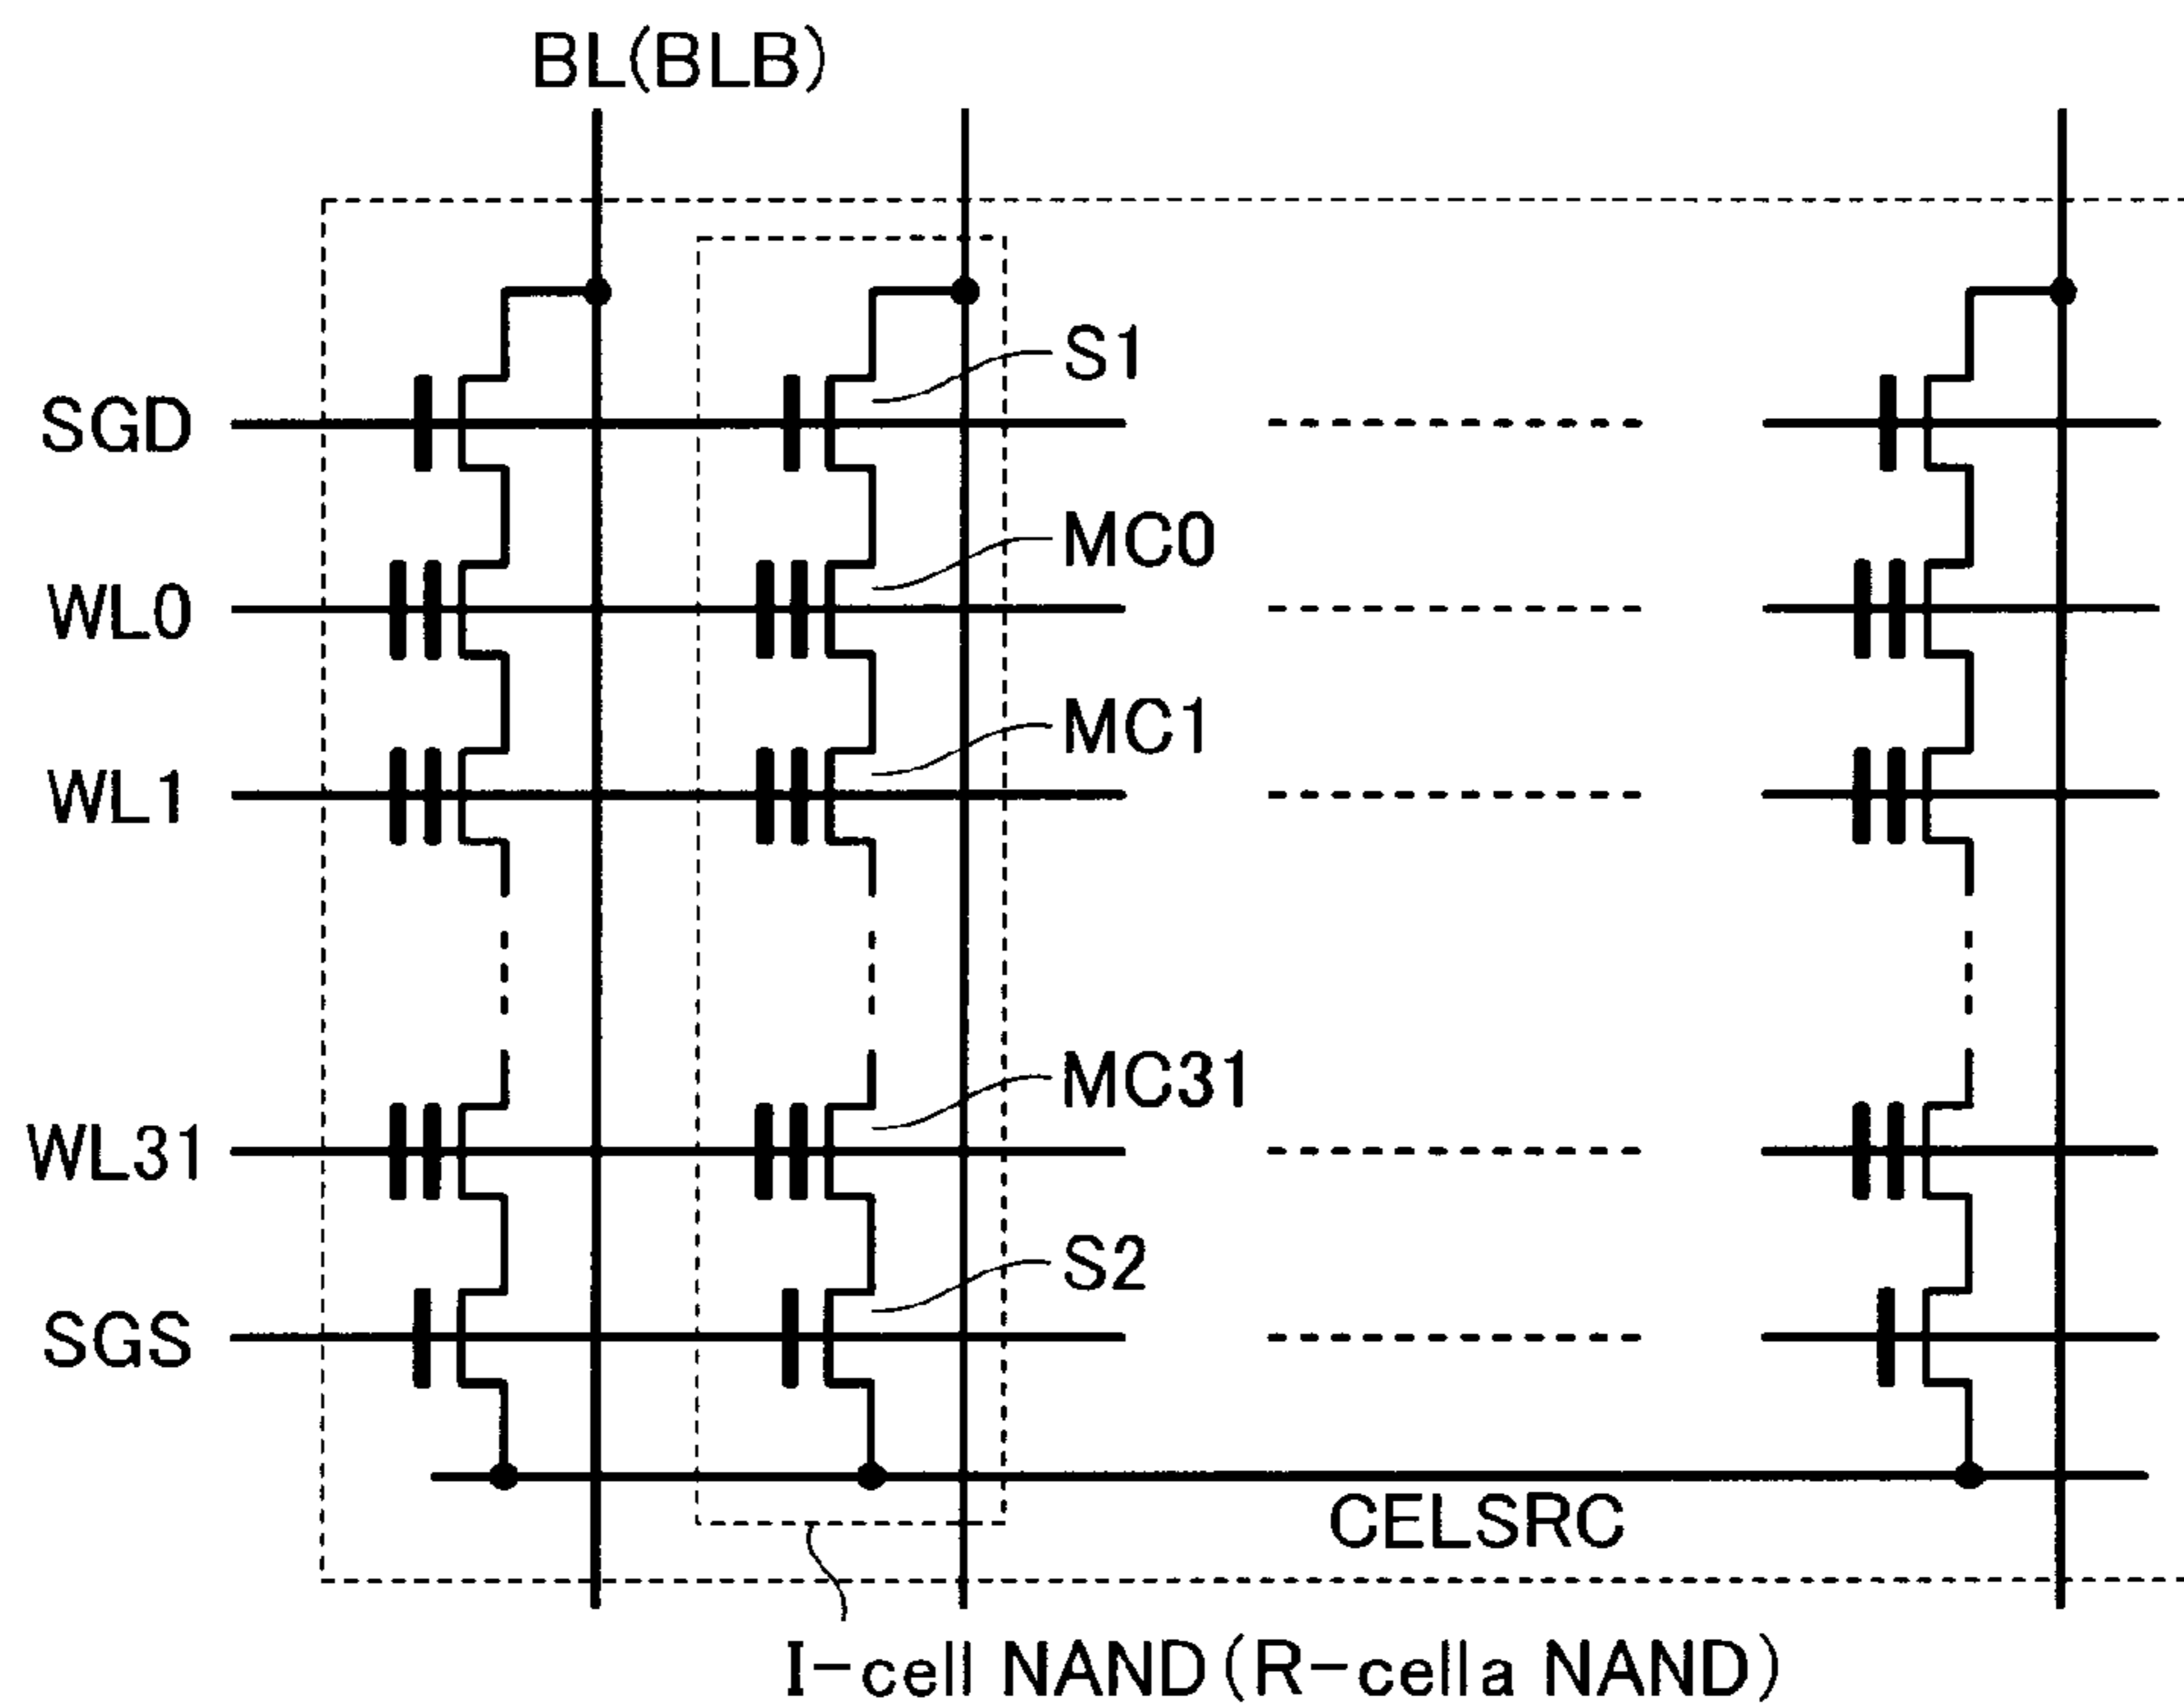 BL(BLB)
S1
SGD
MC0
WL0
MC1
WL1
MC31
WL31
S2
SGS
CELSRC
I-cell NAND(R-cella NAND)